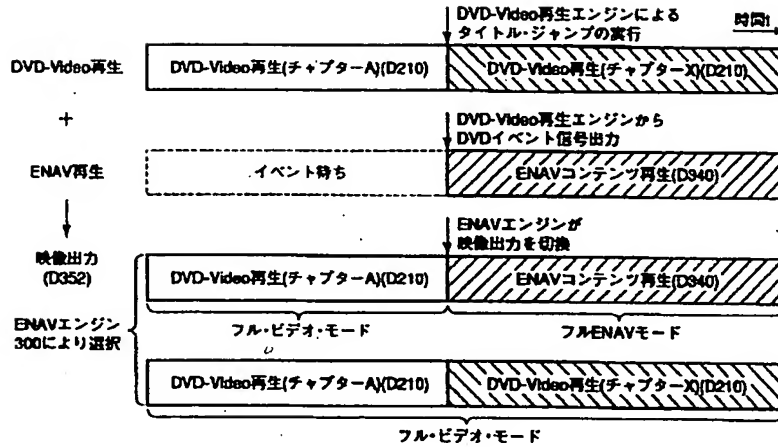 DVD-Video再生エンジンによる
タイトル・ジャンプの実行
時間t
DVD-Video再生
DVD-Video再生(チャプターA)(D210)
DVD-Video再生(チャプターX)(D210)
+
DVD-Video再生エンジンから
DVDイベント信号出力
ENAV再生
イベント待ち
ENAVコンテンツ再生(D340)
ENAVエンジンが
映像出力を切換
映像出力
(D352)
DVD-Video再生(チャプターA)(D210)
ENAVコンテンツ再生(D340)
ENAVエンジン
300により選択
フル・ビデオ・モード
フルENAVモード
DVD-Video再生(チャプターA)(D210)
DVD-Video再生(チャプターX)(D210)
フル・ビデオ・モード